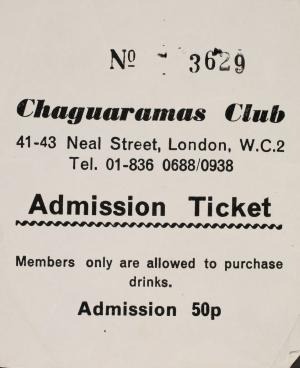 Nº - 3629
Chaguaramas Club
41-43 Neal Street, London, W.C.2
Tel. 01-836 0688/0938
Admission Ticket
Members only are allowed to purchase
drinks.
Admission 50p